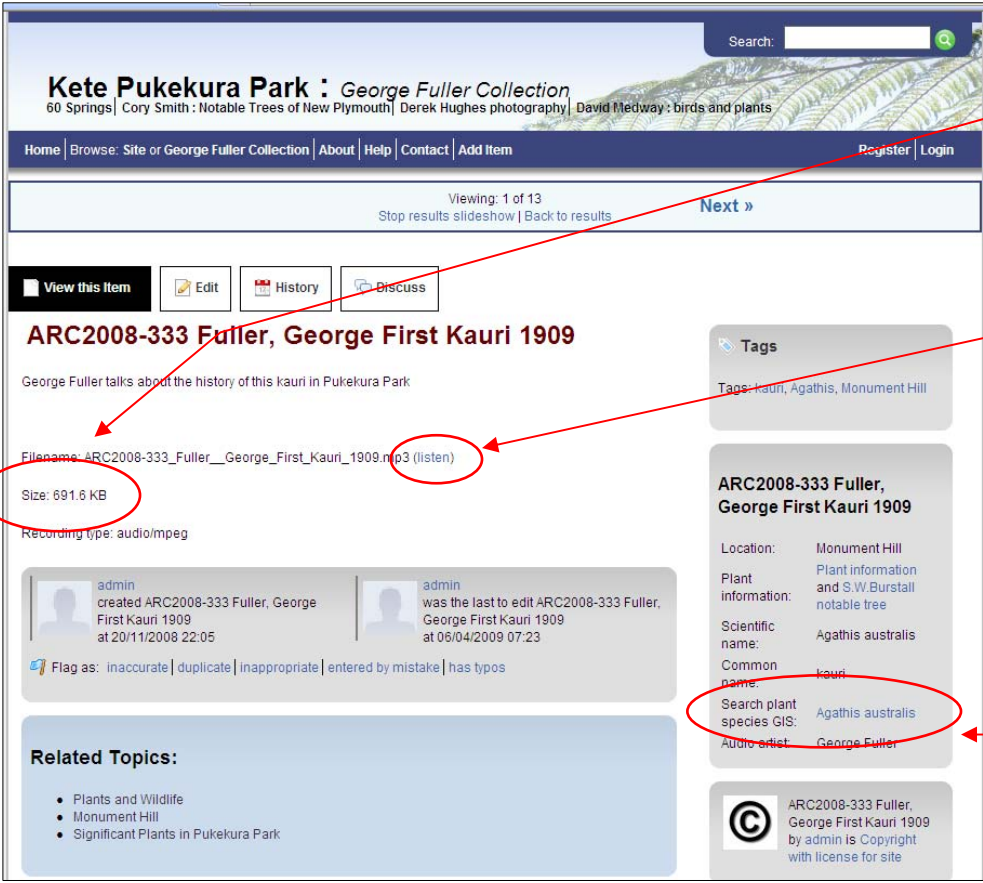 Search:
Kete Pukekura Park : George Fuller Collection
60 Springs| Cory Smith : Notable Trees of New Plymouth| Derek Hughes photography| David Medway : birds and plants
Home | Browse: Site or George Fuller Collection | About | Help | Contact | Add Item
Register | Login
Viewing: 1 of 13
Stop results slideshow | Back to results
Next »
View this Item
Edit
History
Discuss
ARC2008-333 Fuller, George First Kauri 1909
George Fuller talks about the history of this kauri in Pukekura Park
Filename: ARC2008-333_Fuller__George_First_Kauri_1909.mp3 (listen)
Size: 691.6 KB
Recording type: audio/mpeg
admin
created ARC2008-333 Fuller, George
First Kauri 1909
at 20/11/2008 22:05
admin
was the last to edit ARC2008-333 Fuller,
George First Kauri 1909
at 06/04/2009 07:23
Flag as: inaccurate | duplicate | inappropriate | entered by mistake | has typos
Related Topics:
• Plants and Wildlife
• Monument Hill
• Significant Plants in Pukekura Park
Tags
Tags: kauri, Agathis, Monument Hill
ARC2008-333 Fuller,
George First Kauri 1909
Location: Monument Hill
Plant information: Plant information
and S.W.Burstall
notable tree
Scientific name: Agathis australis
Common name: kauri
Search plant species GIS: Agathis australis
Audio artist: George Fuller
©
ARC2008-333 Fuller,
George First Kauri 1909
by admin is Copyright
with license for site